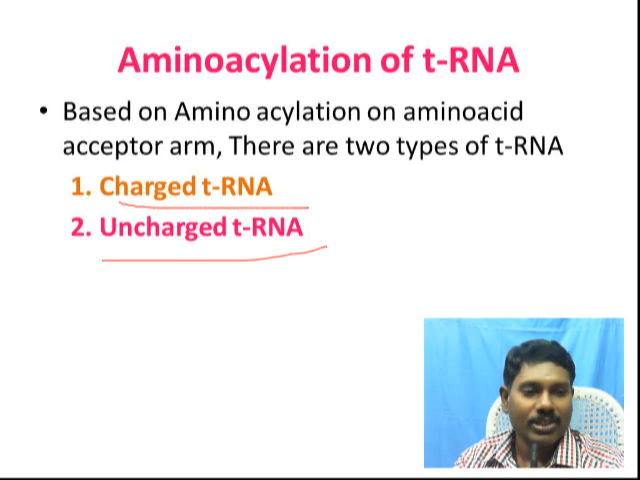 Aminoacylation of t-RNA
• Based on Amino acylation on aminoacid
acceptor arm, There are two types of t-RNA
1. Charged t-RNA
2. Uncharged t-RNA